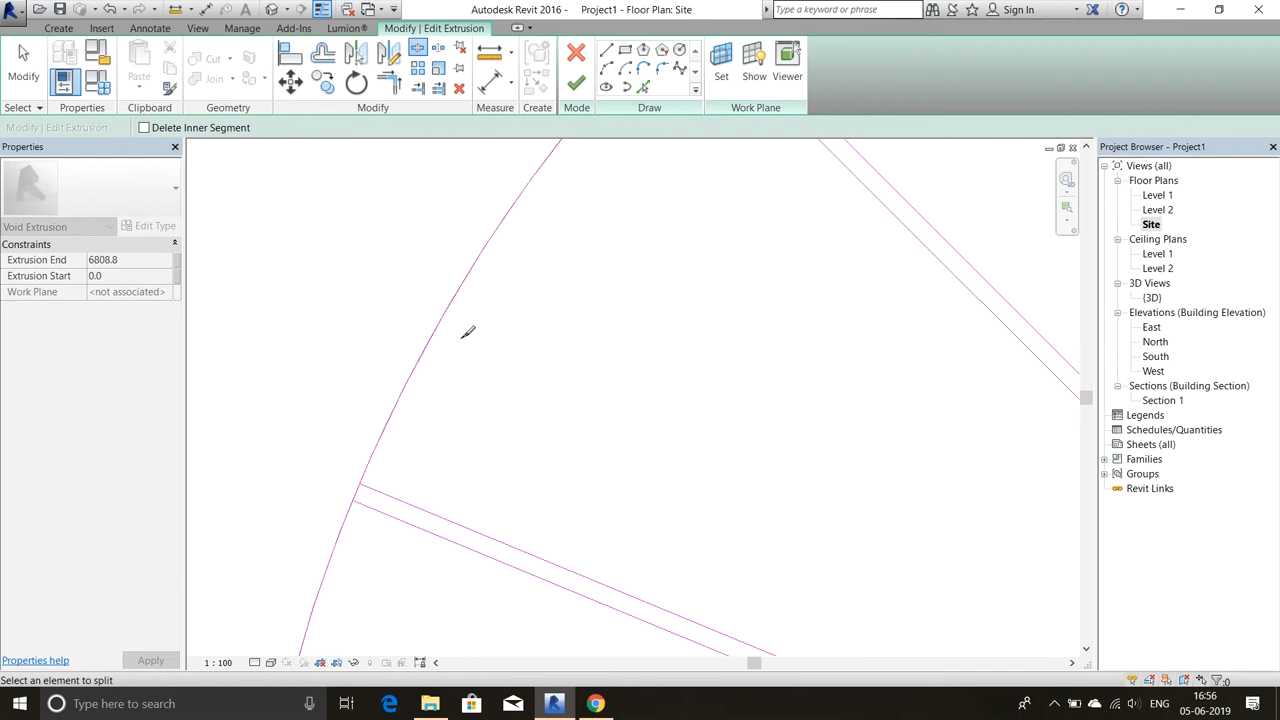 Autodesk Revit 2016 - Project1 - Floor Plan: Site
Type a keyword or phrase
Sign In
Create
Insert
Annotate
View
Manage
Add-Ins
Lumion®
Modify | Edit Extrusion
Modify
Paste
Cut
Join
Set
Show
Viewer
Select
Properties
Clipboard
Geometry
Modify
Measure
Create
Mode
Draw
Work Plane
Modify | Edit Extrusion
Delete Inner Segment
Properties
Void Extrusion
Edit Type
Constraints
Extrusion End 6808.8
Extrusion Start 0.0
Work Plane <not associated>
Properties help
Apply
Project Browser - Project1
Views (all)
Floor Plans
Level 1
Level 2
Site
Ceiling Plans
Level 1
Level 2
3D Views
{3D}
Elevations (Building Elevation)
East
North
South
West
Sections (Building Section)
Section 1
Legends
Schedules/Quantities
Sheets (all)
Families
Groups
Revit Links
1 : 100
Select an element to split
:0
Type here to search
ENG
16:56
05-06-2019